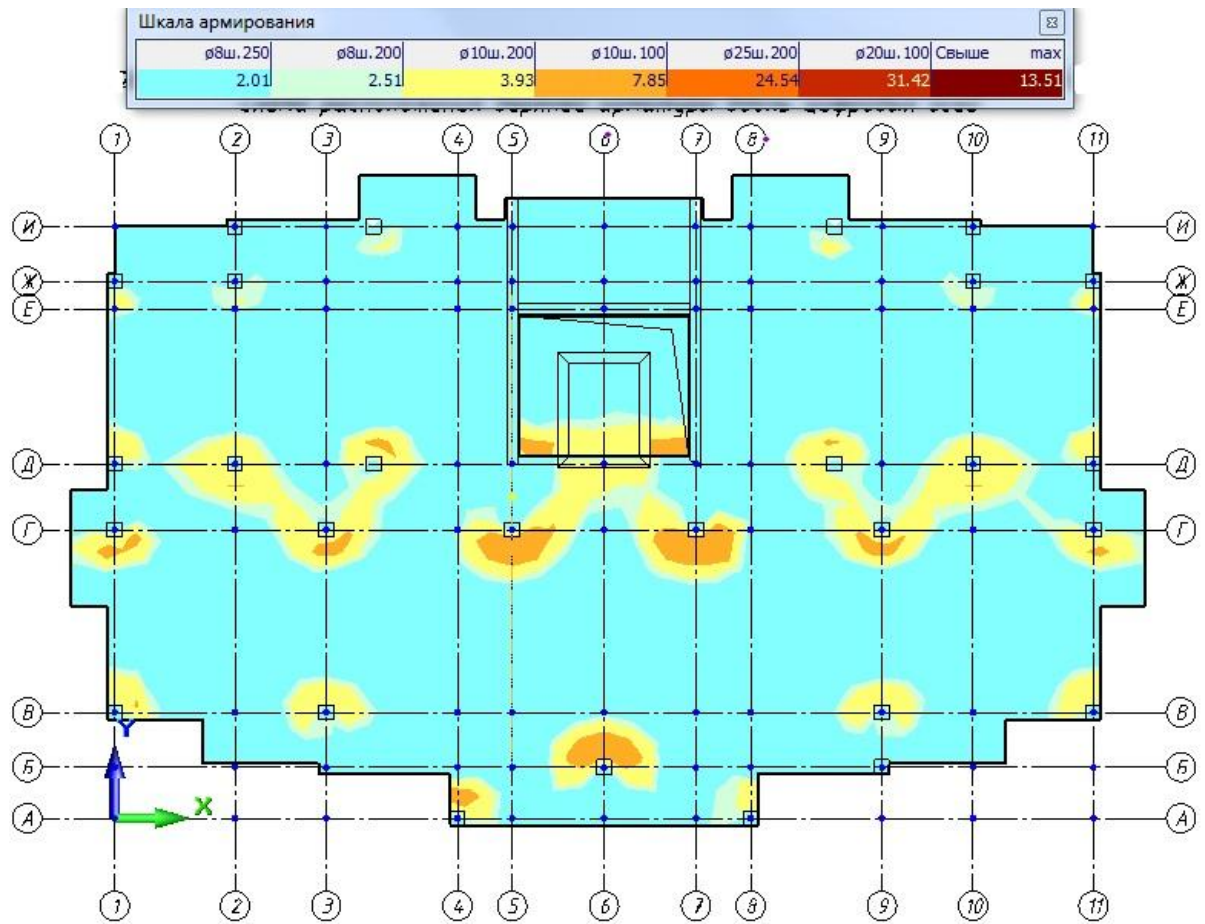 Шкала армирования
ø8ш.250 ø8ш.200 ø10ш.200 ø10ш.100 ø25ш.200 ø20ш.100 Свыше max
2.01 2.51 3.93 7.85 24.54 31.42 13.51
1 2 3 4 5 6 7 8 9 10 11
И И
Ж Ж
Е Е
Д Д
Г Г
В В
Y
Б Б
X
А А
1 2 3 4 5 6 7 8 9 10 11